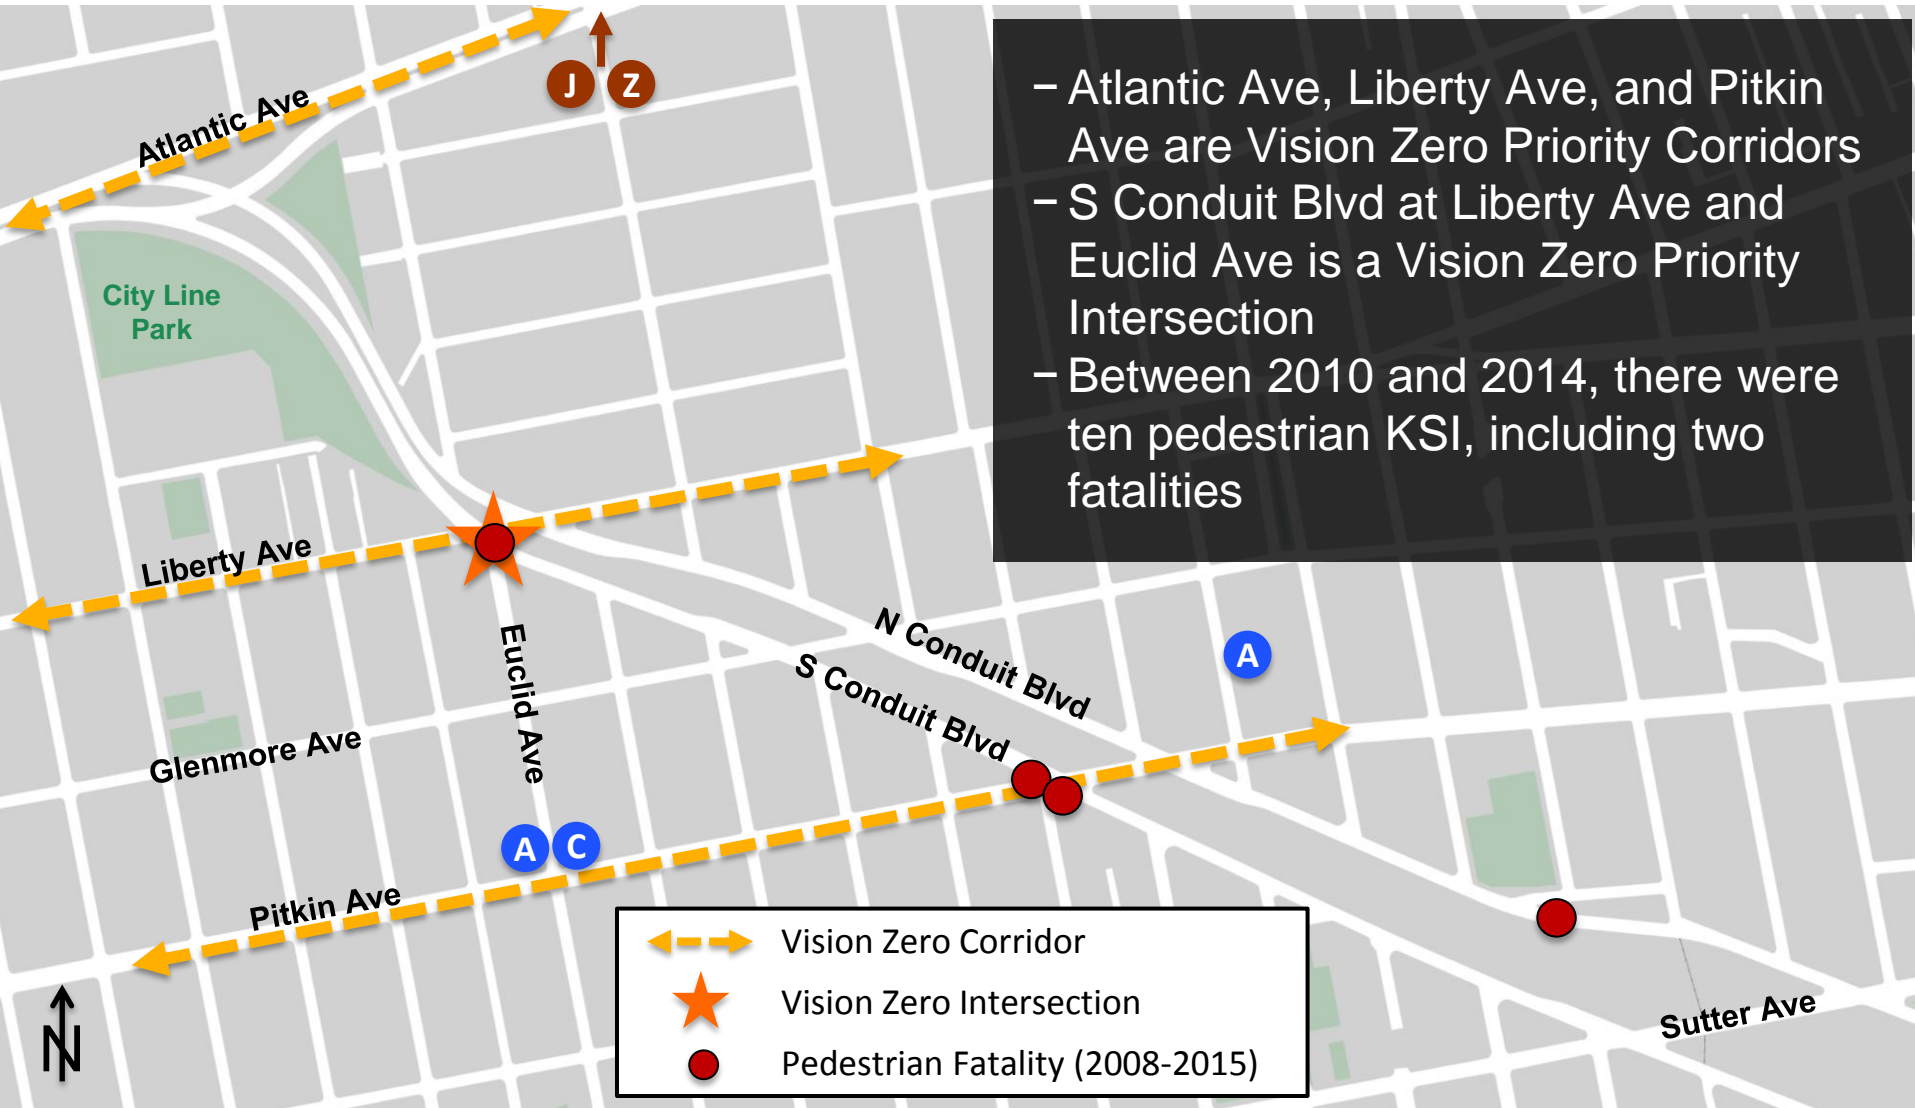 J Z
Atlantic Ave
– Atlantic Ave, Liberty Ave, and Pitkin
Ave are Vision Zero Priority Corridors
– S Conduit Blvd at Liberty Ave and
Euclid Ave is a Vision Zero Priority
Intersection
– Between 2010 and 2014, there were
ten pedestrian KSI, including two
fatalities
City Line
Park
Liberty Ave
Euclid Ave
N Conduit Blvd
S Conduit Blvd
A
Glenmore Ave
A C
Pitkin Ave
Vision Zero Corridor
Vision Zero Intersection
Pedestrian Fatality (2008-2015)
Sutter Ave
N